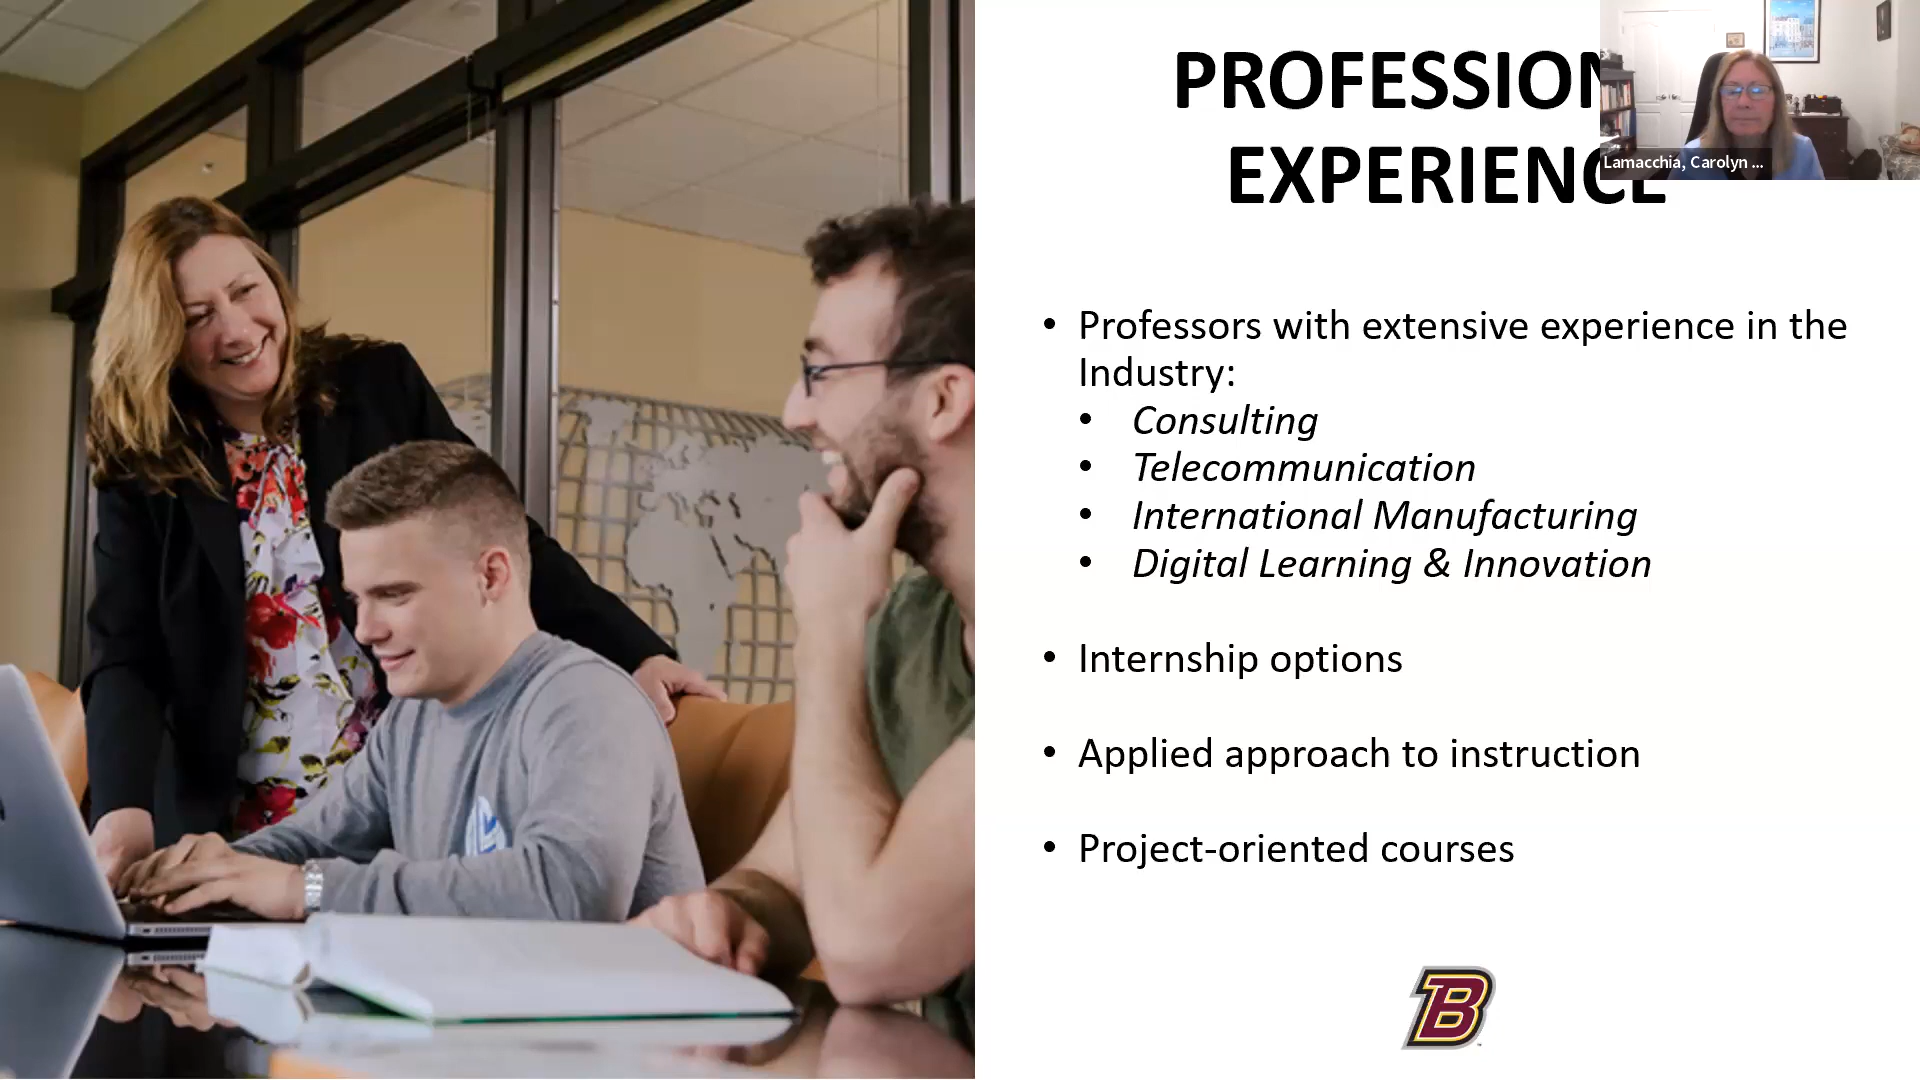 PROFESSION
EXPERIENCE
Lamacchia, Carolyn ...
• Professors with extensive experience in the
Industry:
• Consulting
• Telecommunication
• International Manufacturing
• Digital Learning & Innovation
• Internship options
• Applied approach to instruction
• Project-oriented courses
B